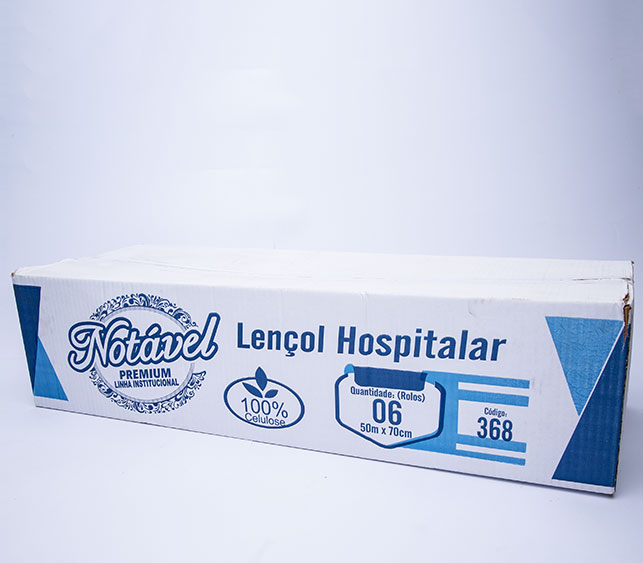 Notável
PREMIUM
LINHA INSTITUCIONAL
Lençol Hospitalar
100%
Celulose
Quantidade: (Rolos)
06
50m x 70cm
Código:
368